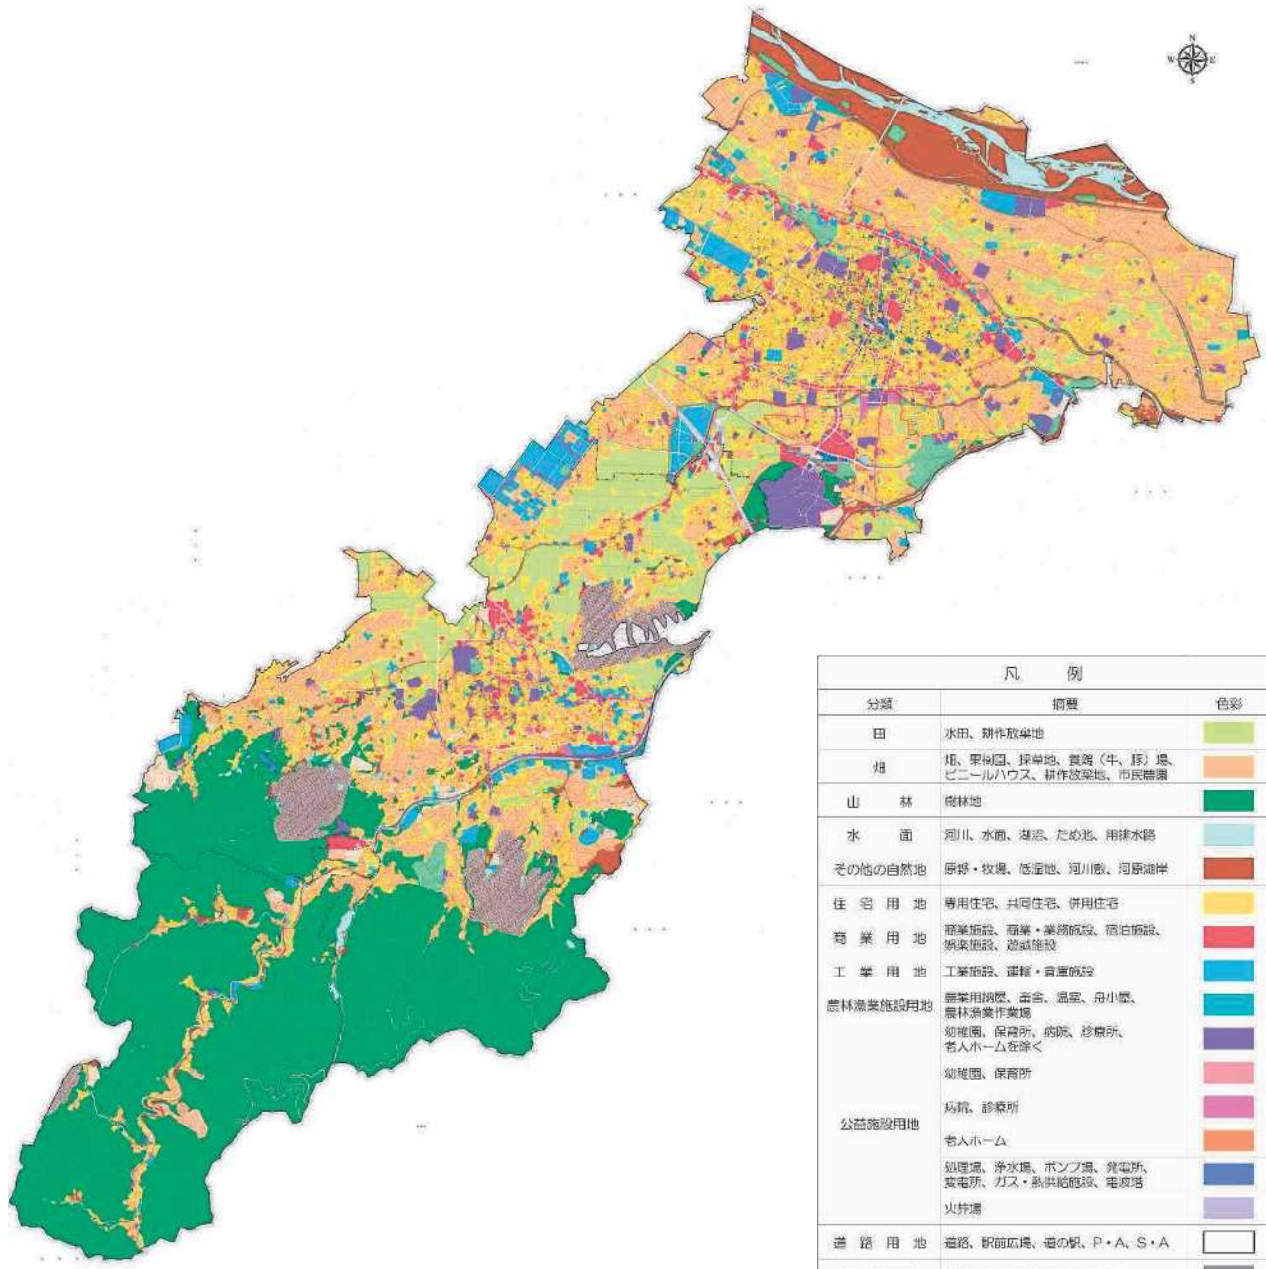 N
W E
S
凡 例
分類 摘要 色彩
田 水田、耕作放棄地
畑 畑、果樹園、採草地、養鶏（牛、豚）場、
ビニールハウス、耕作放棄地、市民農園
山 林 樹林地
水 面 河川、水面、湖沼、ため池、用排水路
その他の自然地 原野・牧場、低湿地、河川敷、河原湖岸
住 宅 用 地 専用住宅、共同住宅、併用住宅
商 業 用 地 商業施設、商業・業務施設、宿泊施設、
娯楽施設、遊戯施設
工 業 用 地 工業施設、運輸・倉庫施設
農林漁業施設用地 農業用納屋、畜舎、温室、舟小屋、
農林漁業作業場
公益施設用地 幼稚園、保育所、病院、診療所、
老人ホームを除く
幼稚園、保育所
病院、診療所
老人ホーム
処理場、浄水場、ポンプ場、発電所、
変電所、ガス・熱供給施設、電波塔
火葬場
道 路 用 地 道路、駅前広場、道の駅、P・A、S・A